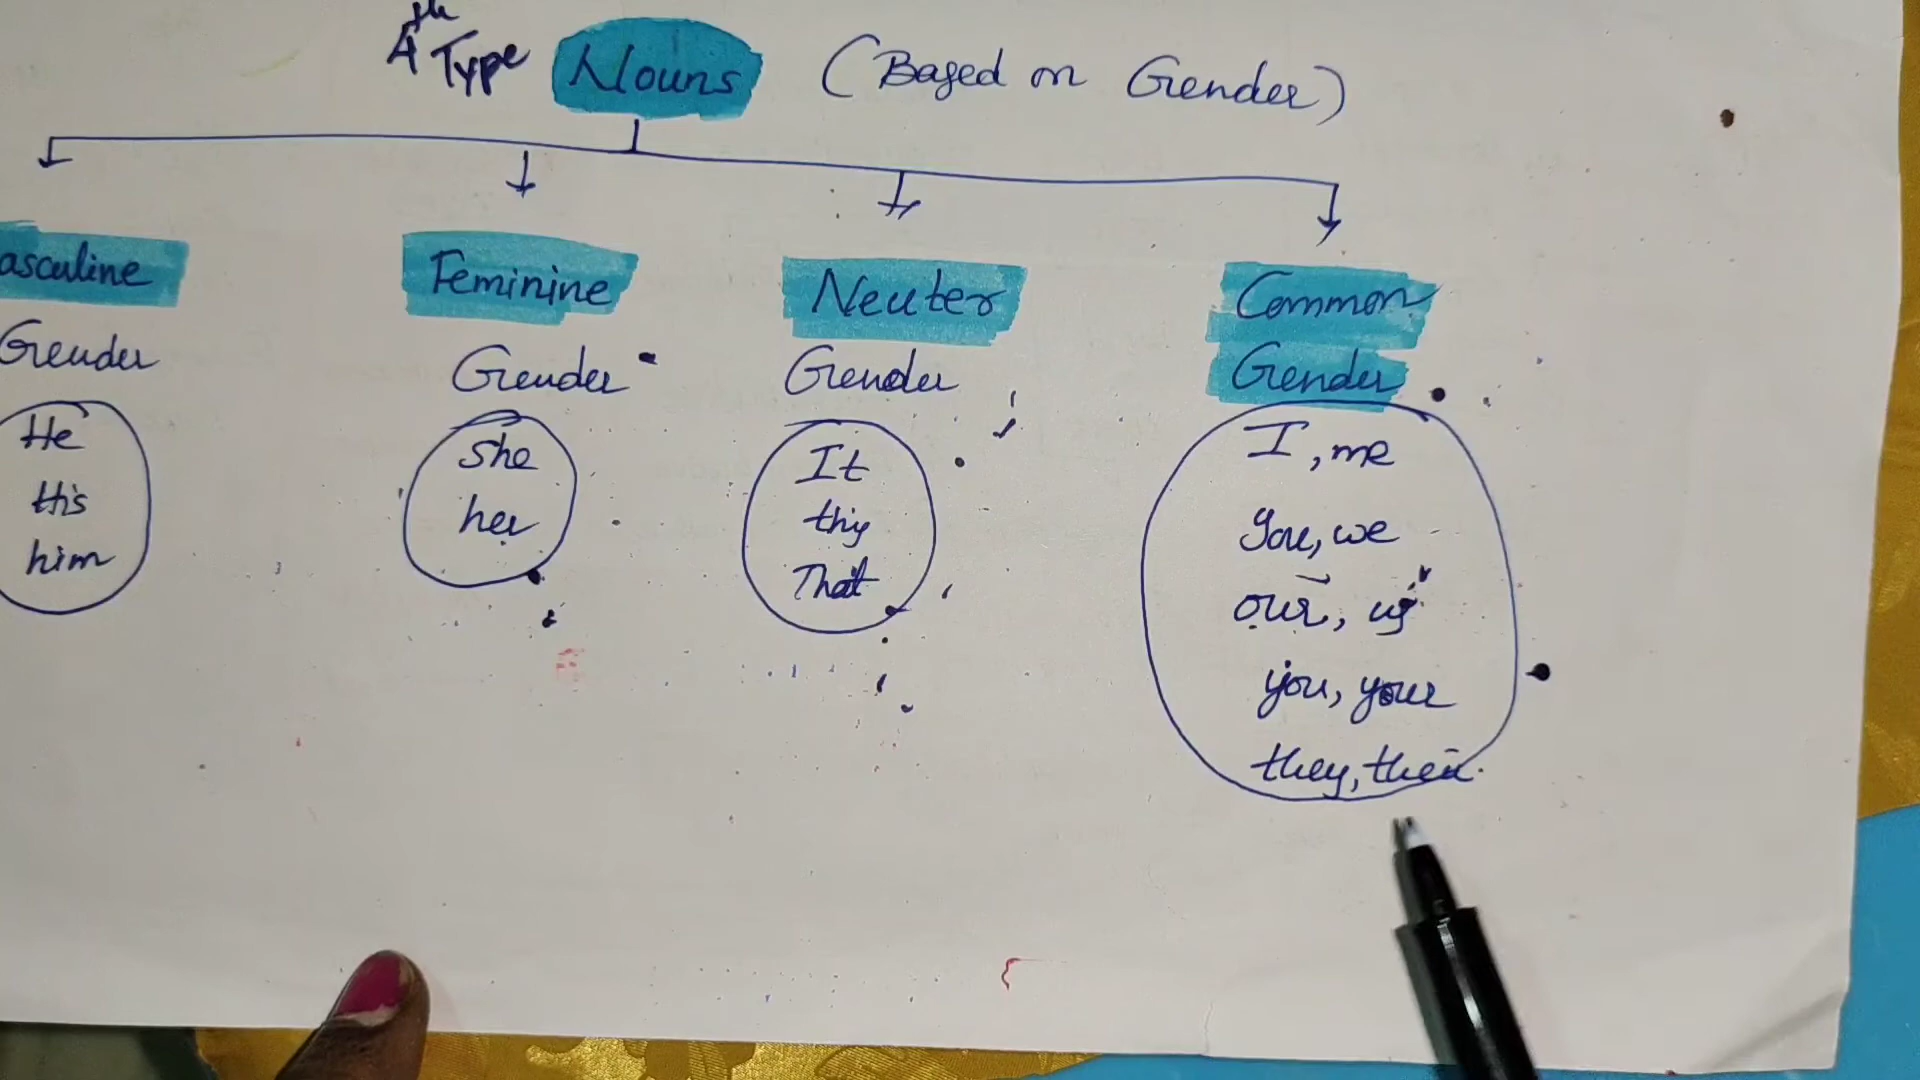 4th Type Nouns (Based on Gender)
asculine
Gender
He
His
him
Feminine
Gender
She
her
Neuter
Gender
It
this
That
Common
Gender
I, me
You, we
our, us
you, your
they, their